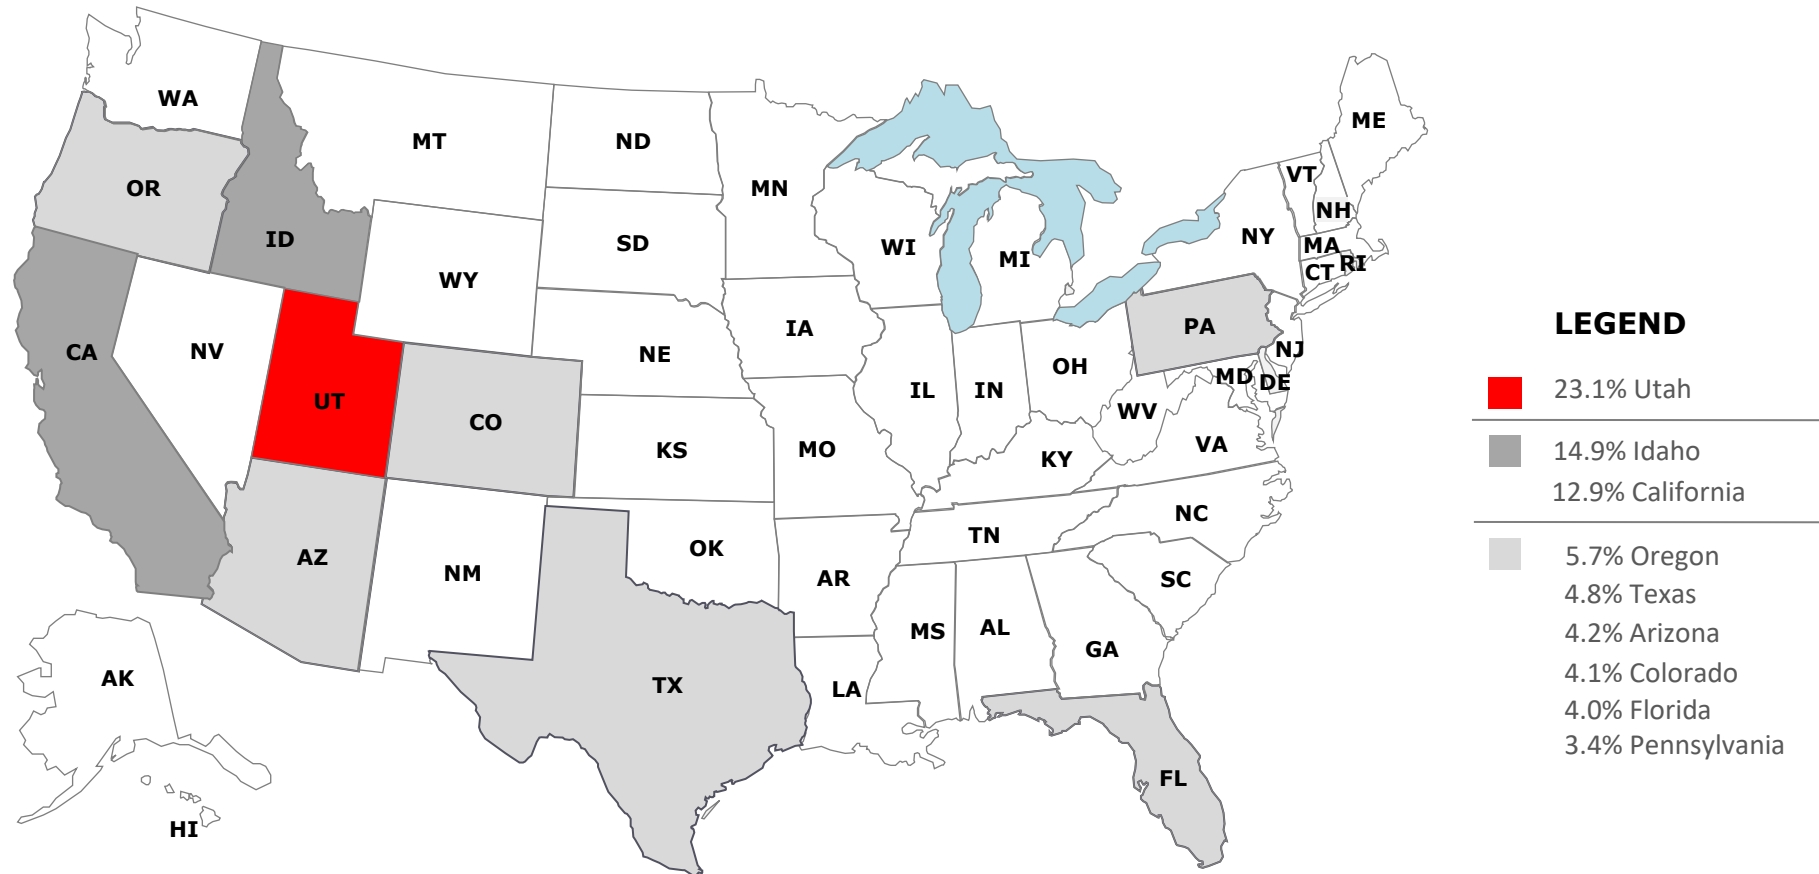 WA
MT
ND
MN
ME
OR
ID
SD
WI
MI
NY
VT
NH
MA
CT
RI
WY
IA
NE
PA
NJ
CA
NV
UT
CO
KS
MO
IL
IN
OH
MD
DE
WV
VA
KY
AZ
NM
OK
AR
TN
NC
SC
MS
AL
GA
TX
LA
FL
AK
HI
LEGEND
23.1% Utah
14.9% Idaho
12.9% California
5.7% Oregon
4.8% Texas
4.2% Arizona
4.1% Colorado
4.0% Florida
3.4% Pennsylvania